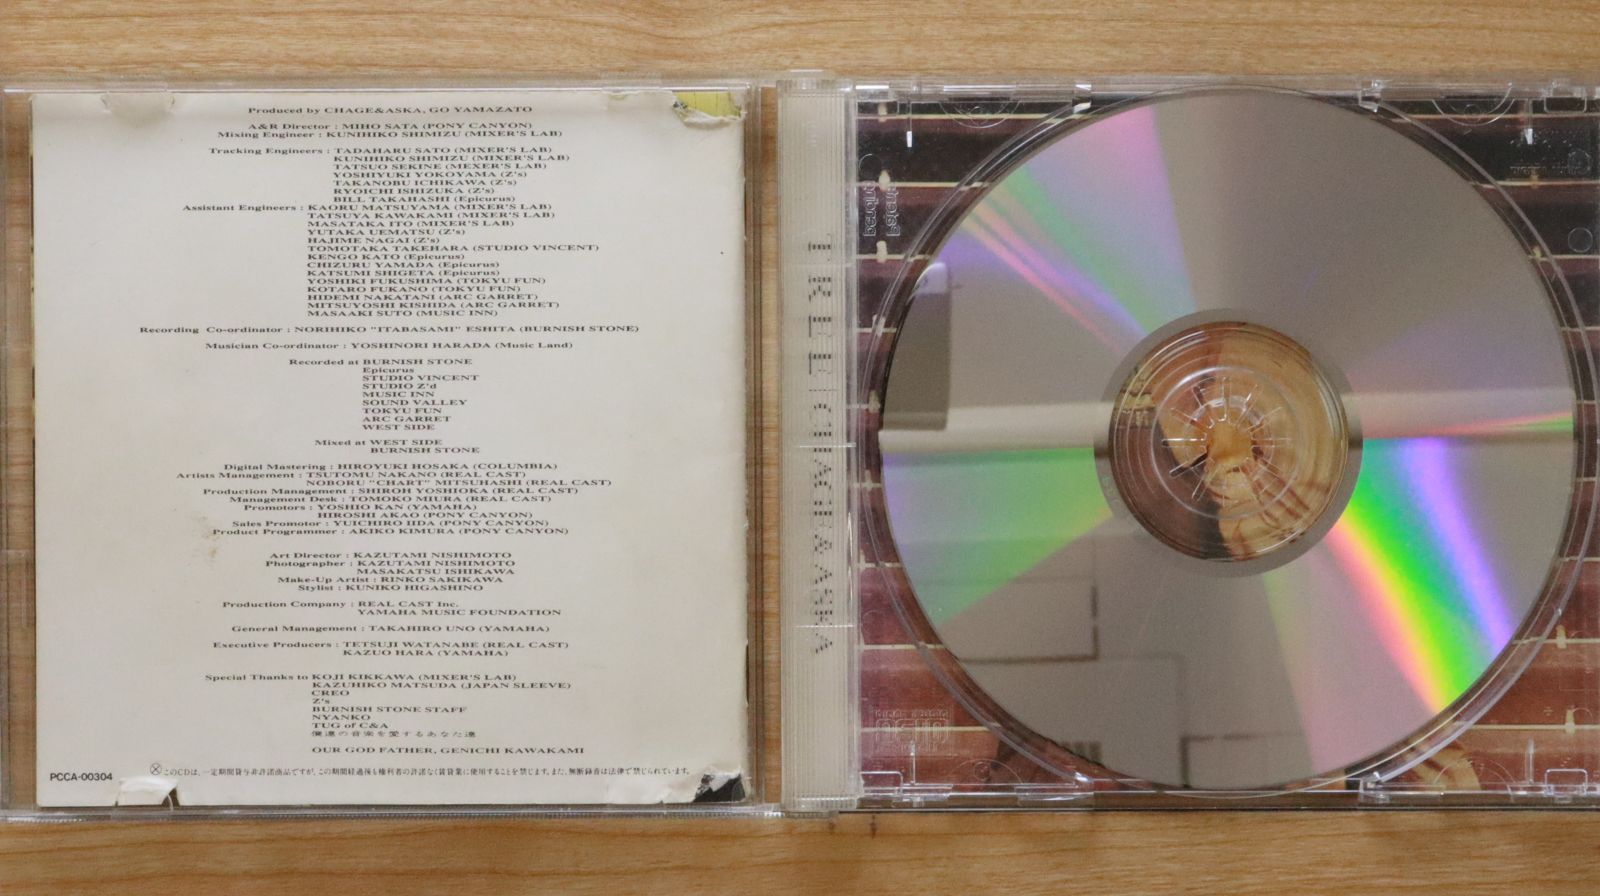 Produced by CHAGE&ASKA, GO YAMAZATO
A&R Director : MIHO SATA (PONY CANYON)
Mixing Engineer : KUNIHIKO SHIMIZU (MIXER'S LAB)
Tracking Engineers : TADAHARU SATO (MIXER'S LAB)
KUNIHIKO SHIMIZU (MIXER'S LAB)
TATSUO SEKINE (MEXER'S LAB)
YOSHIYUKI YOKOYAMA (Z's)
TAKANOBU ICHIKAWA (Z's)
RYOICHI ISHIZUKA (Z's)
BILL TAKAHASHI (Epicurus)
Assistant Engineers : KAORU MATSUYAMA (MIXER'S LAB)
TATSUYA KAWAKAMI (MIXER'S LAB)
MASATAKA ITO (MIXER'S LAB)
YUTAKA UEMATSU (Z's)
HAJIME NAGAI (Z's)
TOMOTAKA TAKEHARA (STUDIO VINCENT)
KENGO KATO (Epicurus)
CHIZURU YAMADA (Epicurus)
KATSUMI SHIGETA (Epicurus)
YOSHIKI FUKUSHIMA (TOKYU FUN)
KOTARO FUKANO (TOKYU FUN)
HIDEMI NAKATANI (ARC GARRET)
MITSUYOSHI KISHIDA (ARC GARRET)
MASAAKI SUTO (MUSIC INN)
Recording Co-ordinator : NORIHIKO "ITABASAMI" ESHITA (BURNISH STONE)
Musician Co-ordinator : YOSHINORI HARADA (Music Land)
Recorded at BURNISH STONE
Epicurus
STUDIO VINCENT
STUDIO Z'd
MUSIC INN
SOUND VALLEY
TOKYU FUN
ARC GARRET
WEST SIDE
Mixed at WEST SIDE
BURNISH STONE
Digital Mastering : HIROYUKI HOSAKA (COLUMBIA)
Artists Management : TSUTOMU NAKANO (REAL CAST)
NOBORU "CHART" MITSUHASHI (REAL CAST)
Production Management : SHIROH YOSHIOKA (REAL CAST)
Management Desk : TOMOKO MIURA (REAL CAST)
Promotors : YOSHIO KAN (YAMAHA)
HIROSHI AKAO (PONY CANYON)
Sales Promotor : YUICHIRO IIDA (PONY CANYON)
Product Programmer : AKIKO KIMURA (PONY CANYON)
Art Director : KAZUTAMI NISHIMOTO
Photographer : KAZUTAMI NISHIMOTO
MASAKATSU ISHIKAWA
Make-Up Artist : RINKO SAKIKAWA
Stylist : KUNIKO HIGASHINO
Production Company : REAL CAST Inc.
YAMAHA MUSIC FOUNDATION
General Management : TAKAHIRO UNO (YAMAHA)
Executive Producers : TETSUJI WATANABE (REAL CAST)
KAZUO HARA (YAMAHA)
Special Thanks to KOJI KIKKAWA (MIXER'S LAB)
KAZUHIKO MATSUDA (JAPAN SLEEVE)
CREO
Z's
BURNISH STONE STAFF
NYANKO
TUG of C&A
僕達の音楽を愛するあなた達
OUR GOD FATHER, GENICHI KAWAKAMI
PCCA-00304
ⓧこのCDは、一定期間貸与非許諾商品ですが、この期間経過後も権利者の許諾なく賃貸業に使用することを禁じます。また、無断録音は法律で禁じられています。